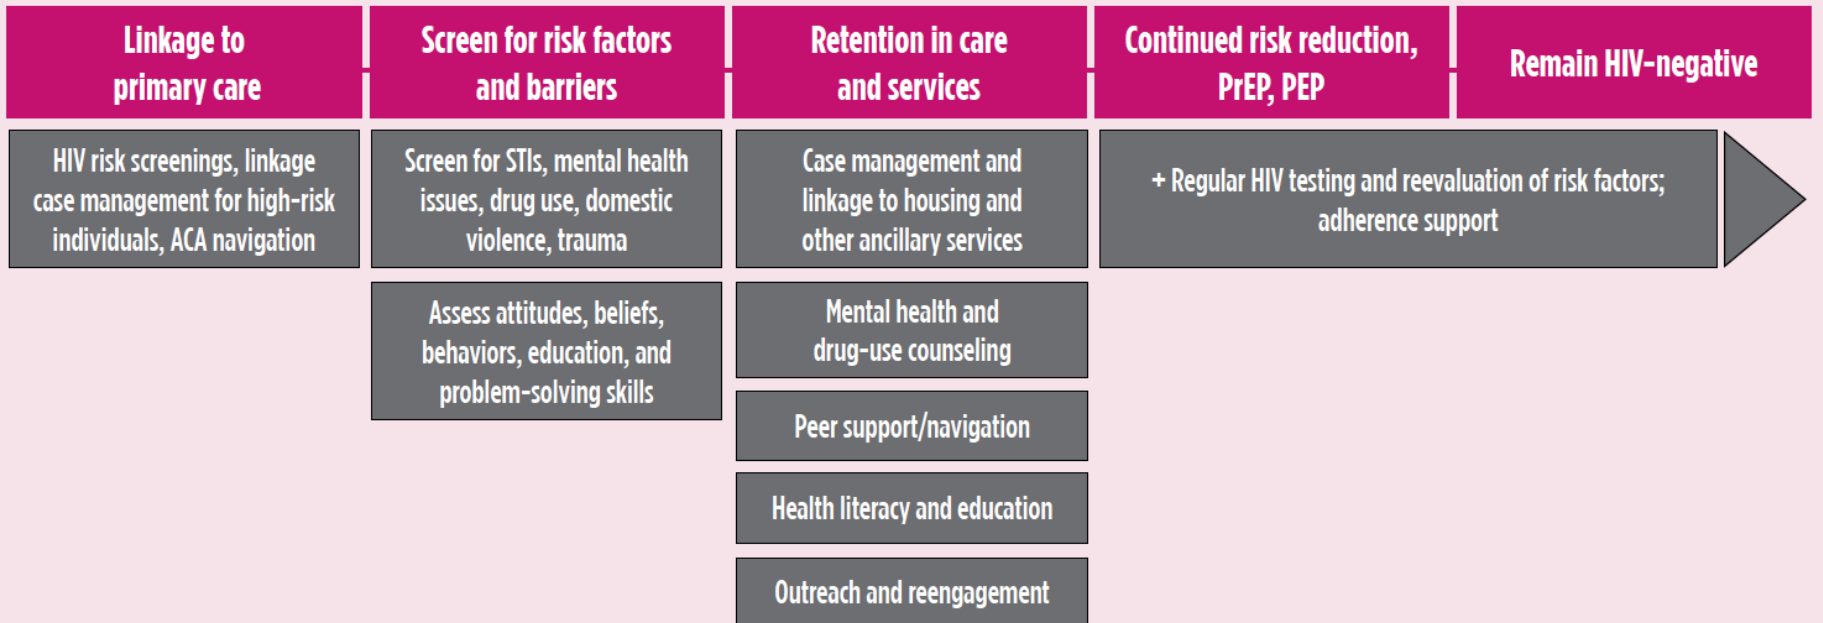 Linkage to
primary care
Screen for risk factors
and barriers
Retention in care
and services
Continued risk reduction,
PrEP, PEP
Remain HIV-negative
HIV risk screenings, linkage
case management for high-risk
individuals, ACA navigation
Screen for STIs, mental health
issues, drug use, domestic
violence, trauma
Case management and
linkage to housing and
other ancillary services
+ Regular HIV testing and reevaluation of risk factors;
adherence support
Assess attitudes, beliefs,
behaviors, education, and
problem-solving skills
Mental health and
drug-use counseling
Peer support/navigation
Health literacy and education
Outreach and reengagement